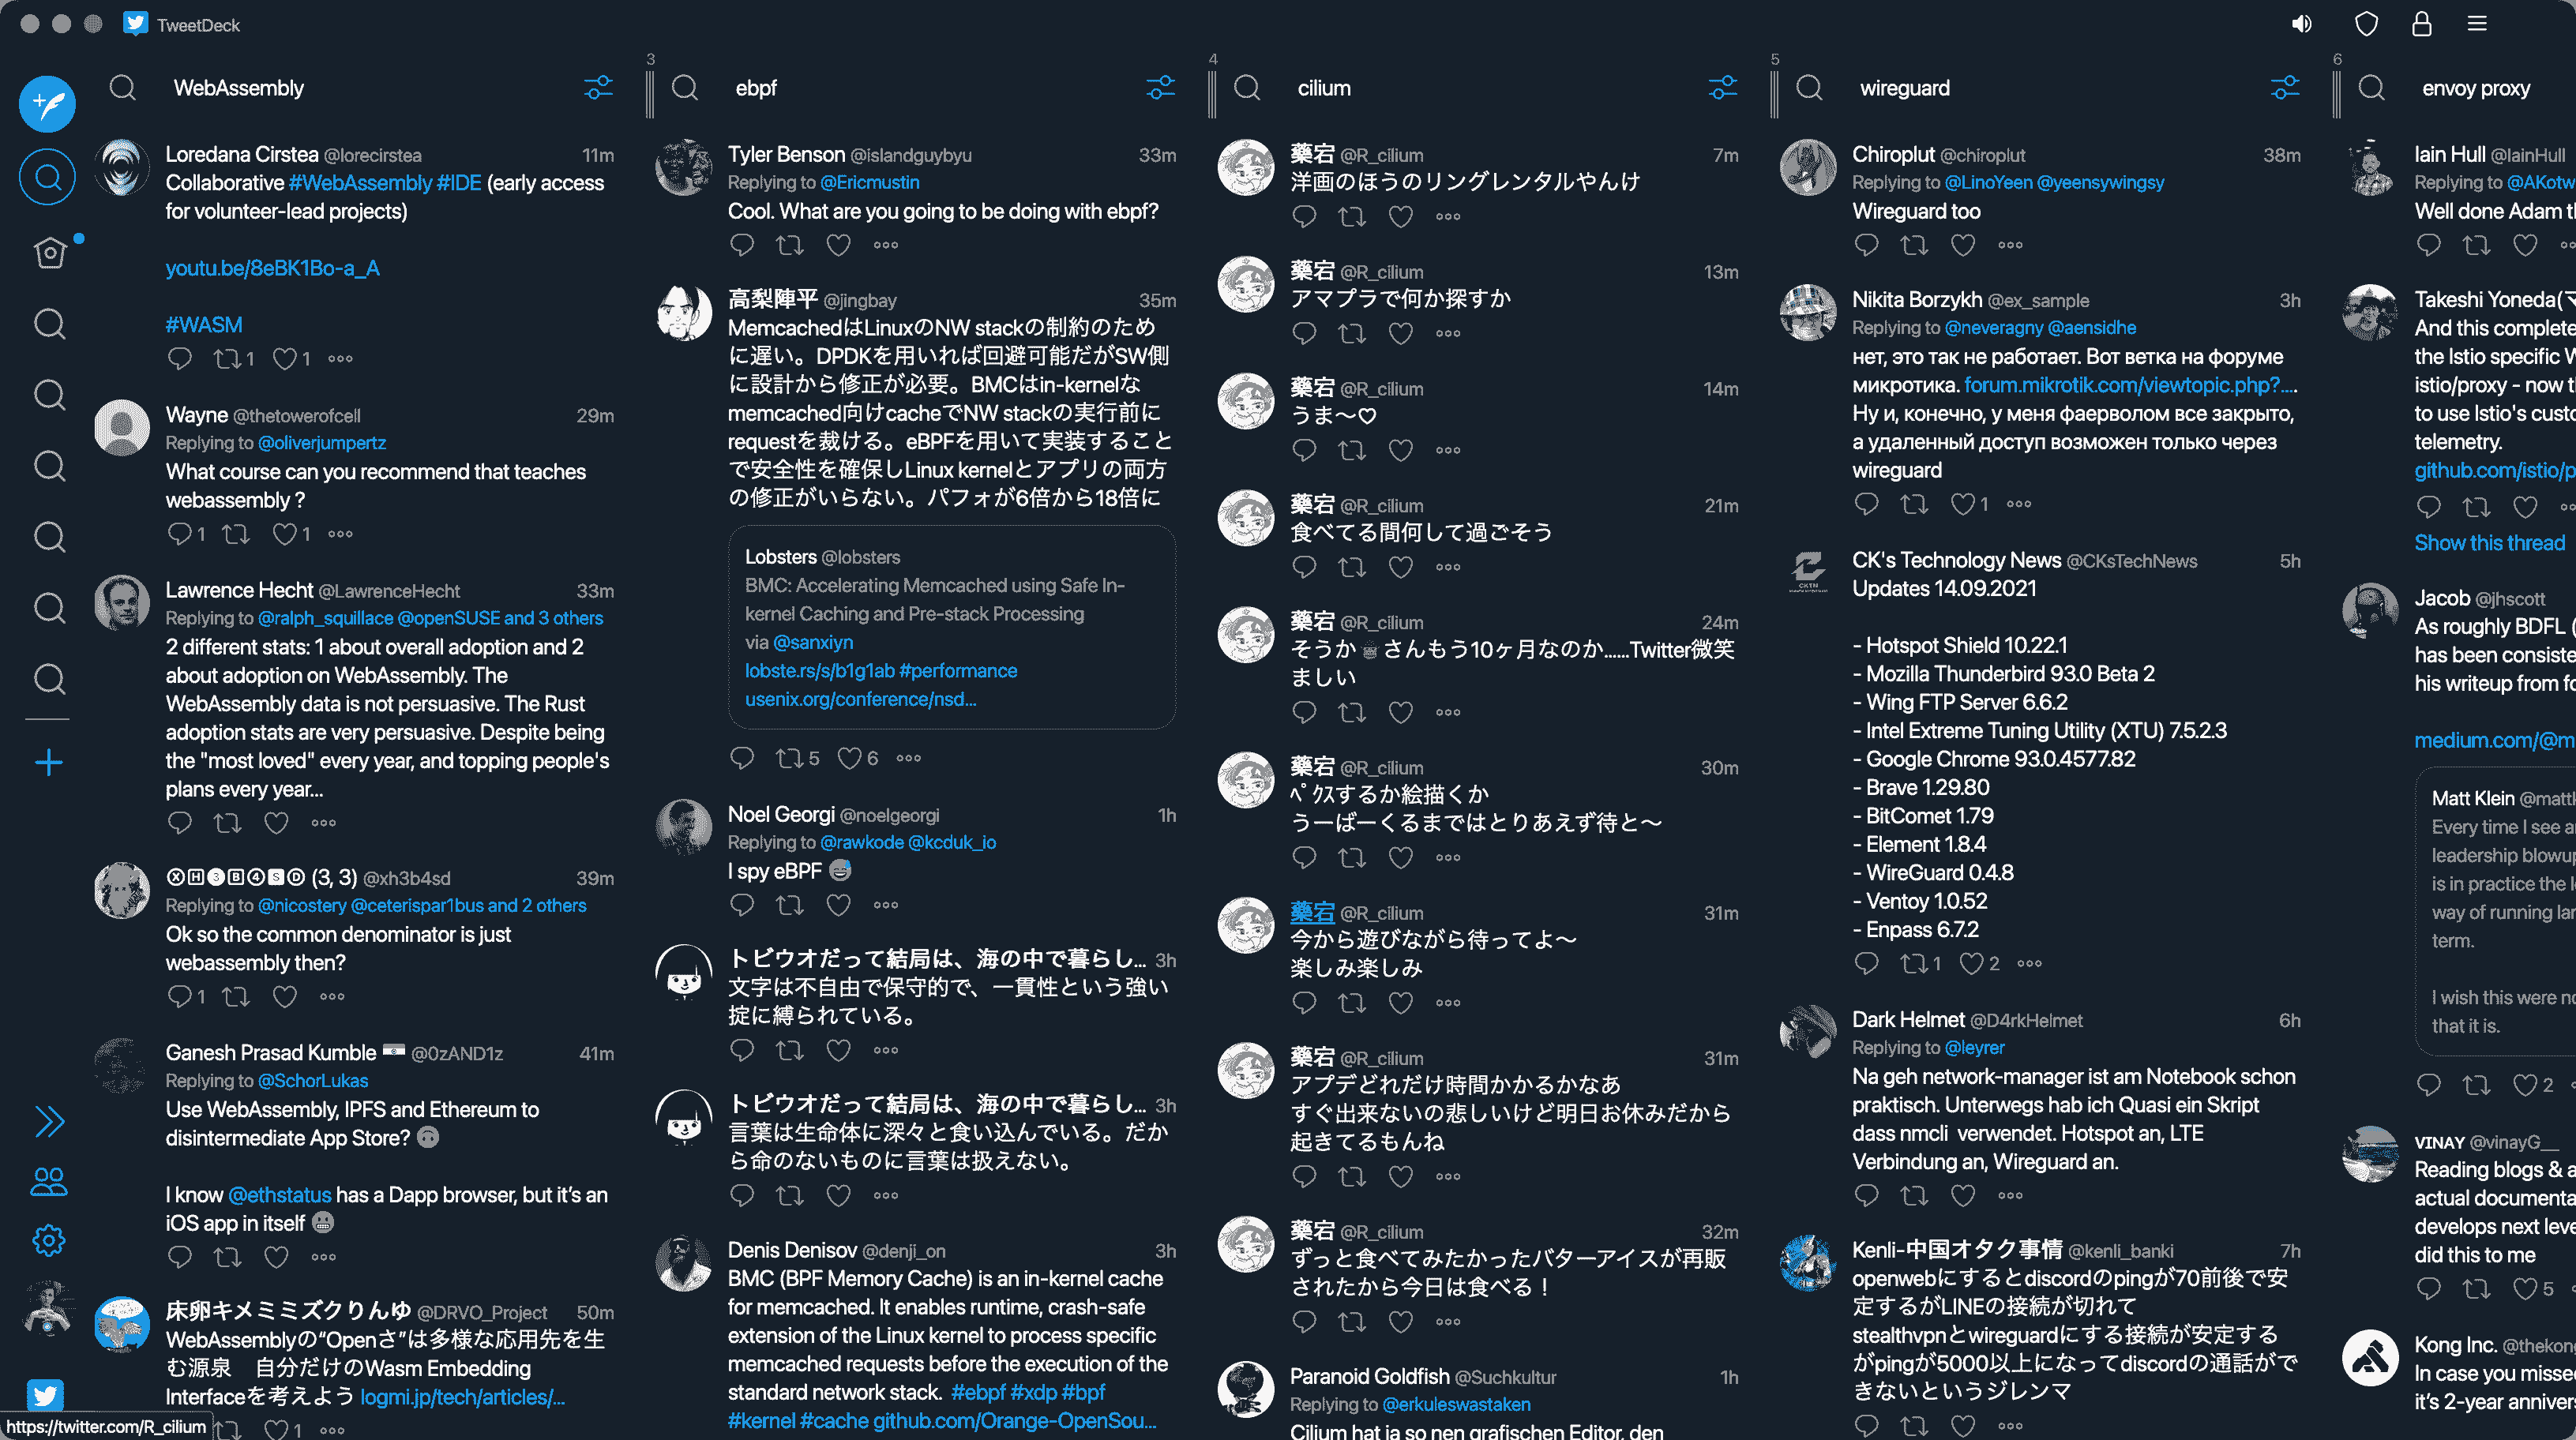 TweetDeck
WebAssembly
Loredana Cirstea @lorecirstea 11m
Collaborative #WebAssembly #IDE (early access
for volunteer-lead projects)
youtu.be/8eBK1Bo-a_A
#WASM
1 1
Wayne @thetowerofcell 29m
Replying to @oliverjumpertz
What course can you recommend that teaches
webassembly ?
1 1
Lawrence Hecht @LawrenceHecht 33m
Replying to @ralph_squillace @openSUSE and 3 others
2 different stats: 1 about overall adoption and 2
about adoption on WebAssembly. The
WebAssembly data is not persuasive. The Rust
adoption stats are very persuasive. Despite being
the "most loved" every year, and topping people's
plans every year...
ⓍH❸B④SⒹ (3, 3) @xh3b4sd 39m
Replying to @nicostery @ceterispar1bus and 2 others
Ok so the common denominator is just
webassembly then?
1
Ganesh Prasad Kumble @0zAND1z 41m
Replying to @SchorLukas
Use WebAssembly, IPFS and Ethereum to
disintermediate App Store? 🙃
I know @ethstatus has a Dapp browser, but it's an
iOS app in itself 😬
床卵キメミミズクりんゆ @DRVO_Project 50m
WebAssemblyの“Openさ”は多様な応用先を生
む源泉　自分だけのWasm Embedding
Interfaceを考えよう logmi.jp/tech/articles/...
1
https://twitter.com/R_cilium
3
ebpf
Tyler Benson @islandguybyu 33m
Replying to @Ericmustin
Cool. What are you going to be doing with ebpf?
高梨陣平 @jingbay 35m
MemcachedはLinuxのNW stackの制約のため
に遅い。DPDKを用いれば回避可能だがSW側
に設計から修正が必要。BMCはin-kernelな
memcached向けcacheでNW stackの実行前に
requestを裁ける。eBPFを用いて実装すること
で安全性を確保しLinux kernelとアプリの両方
の修正がいらない。パフォが6倍から18倍に
Lobsters @lobsters
BMC: Accelerating Memcached using Safe In-
kernel Caching and Pre-stack Processing
via @sanxiyn
lobste.rs/s/b1g1ab #performance
usenix.org/conference/nsd...
5 6
Noel Georgi @noelgeorgi 1h
Replying to @rawkode @kcduk_io
I spy eBPF 😅
トビウオだって結局は、海の中で暮らし... 3h
文字は不自由で保守的で、一貫性という強い
掟に縛られている。
トビウオだって結局は、海の中で暮らし... 3h
言葉は生命体に深々と食い込んでいる。だか
ら命のないものに言葉は扱えない。
Denis Denisov @denji_on 3h
BMC (BPF Memory Cache) is an in-kernel cache
for memcached. It enables runtime, crash-safe
extension of the Linux kernel to process specific
memcached requests before the execution of the
standard network stack. #ebpf #xdp #bpf
#kernel #cache github.com/Orange-OpenSou...
4
cilium
藥宕 @R_cilium 7m
洋画のほうのリングレンタルやんけ
藥宕 @R_cilium 13m
アマプラで何か探すか
藥宕 @R_cilium 14m
うま〜♡
藥宕 @R_cilium 21m
食べてる間何して過ごそう
藥宕 @R_cilium 24m
そうか さんもう10ヶ月なのか......Twitter微笑
ましい
藥宕 @R_cilium 30m
ﾍﾟｸｽするか絵描くか
うーばーくるまではとりあえず待と〜
藥宕 @R_cilium 31m
今から遊びながら待ってよ〜
楽しみ楽しみ
藥宕 @R_cilium 31m
アプデどれだけ時間かかるかなあ
すぐ出来ないの悲しいけど明日お休みだから
起きてるもんね
藥宕 @R_cilium 32m
ずっと食べてみたかったバターアイスが再販
されたから今日は食べる！
Paranoid Goldfish @Suchkultur 1h
Replying to @erkuleswastaken
Cilium hat ja so nen grafischen Editor, den
5
wireguard
Chiroplut @chiroplut 38m
Replying to @LinoYeen @yeensywingsy
Wireguard too
Nikita Borzykh @ex_sample 3h
Replying to @neveragny @aensidhe
нет, это так не работает. Вот ветка на форуме
микротика. forum.mikrotik.com/viewtopic.php?....
Ну и, конечно, у меня фаерволом все закрыто,
а удаленный доступ возможен только через
wireguard
1
CK's Technology News @CKsTechNews 5h
CKTN
Updates 14.09.2021
- Hotspot Shield 10.22.1
- Mozilla Thunderbird 93.0 Beta 2
- Wing FTP Server 6.6.2
- Intel Extreme Tuning Utility (XTU) 7.5.2.3
- Google Chrome 93.0.4577.82
- Brave 1.29.80
- BitComet 1.79
- Element 1.8.4
- WireGuard 0.4.8
- Ventoy 1.0.52
- Enpass 6.7.2
1 2
Dark Helmet @D4rkHelmet 6h
Replying to @leyrer
Na geh network-manager ist am Notebook schon
praktisch. Unterwegs hab ich Quasi ein Skript
dass nmcli verwendet. Hotspot an, LTE
Verbindung an, Wireguard an.
Kenli-中国オタク事情 @kenli_banki 7h
openwebにするとdiscordのpingが70前後で安
定するがLINEの接続が切れて
stealthvpnとwireguardにする接続が安定する
がpingが5000以上になってdiscordの通話がで
きないというジレンマ
6
envoy proxy
Iain Hull @IainHull
Replying to @AKotw
Well done Adam t
Takeshi Yoneda(マ
And this complete
the Istio specific W
istio/proxy - now t
to use Istio's custo
telemetry.
github.com/istio/p
Show this thread
Jacob @jhscott
As roughly BDFL (
has been consiste
his writeup from fo
medium.com/@m
Matt Klein @mattk
Every time I see a
leadership blowup
is in practice the l
way of running lar
term.
I wish this were no
that it is.
2
VINAY @vinayG__
Reading blogs & a
actual documenta
develops next leve
did this to me
5
Kong Inc. @thekong
In case you misse
it's 2-year anniver